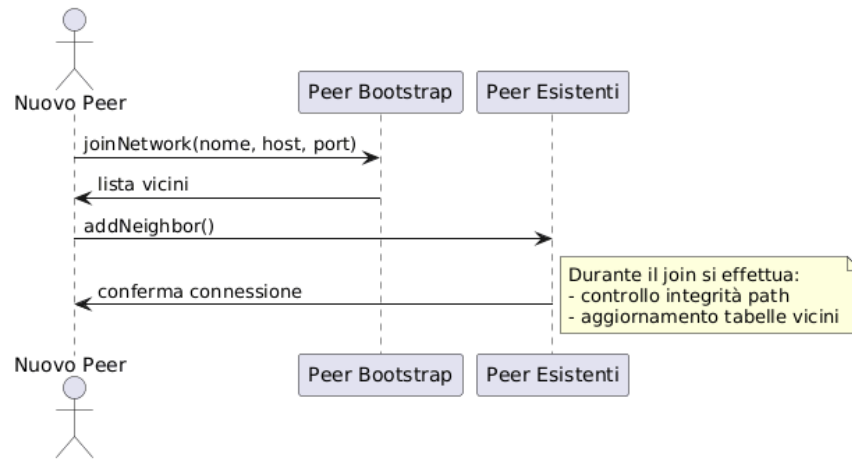 Nuovo Peer
Peer Bootstrap
Peer Esistenti
joinNetwork(nome, host, port)
lista vicini
addNeighbor()
Durante il join si effettua:
- controllo integrità path
- aggiornamento tabelle vicini
conferma connessione
Nuovo Peer
Peer Bootstrap
Peer Esistenti